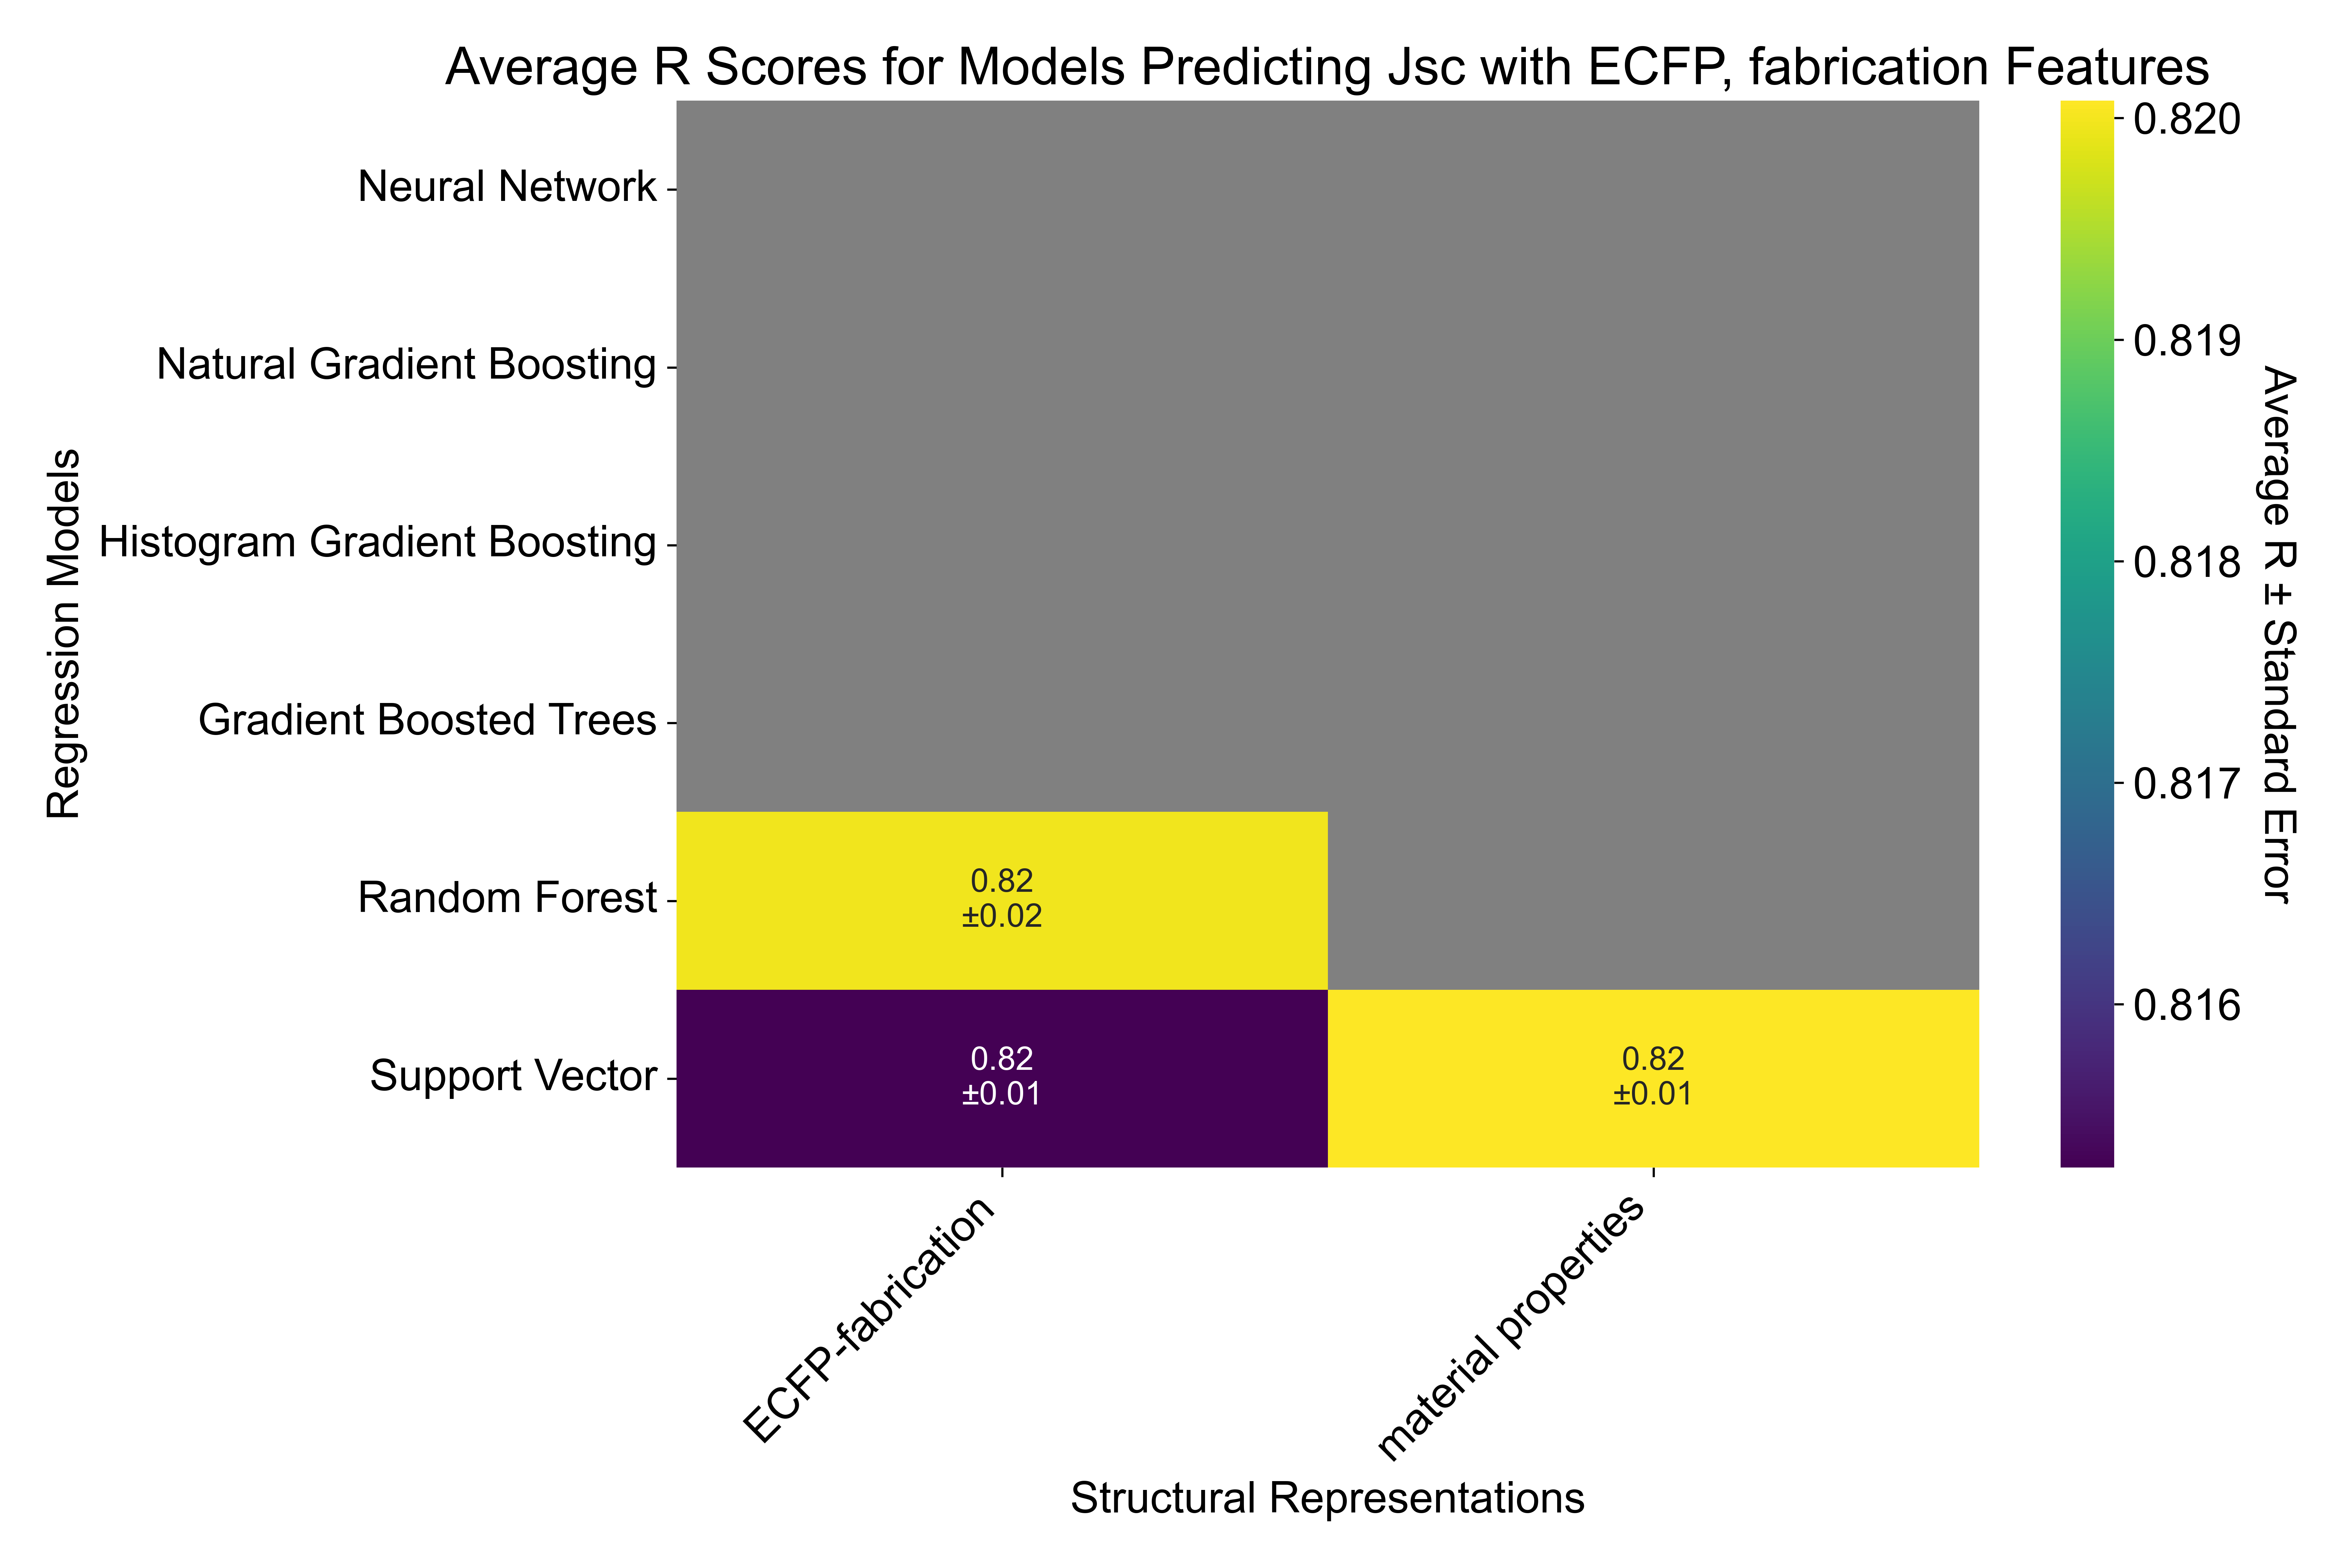 Average R Scores for Models Predicting Jsc with ECFP, fabrication Features
Regression Models
Neural Network
Natural Gradient Boosting
Histogram Gradient Boosting
Gradient Boosted Trees
Random Forest
Support Vector
0.82
±0.02
0.82
±0.01
0.82
±0.01
ECFP-fabrication
material properties
Structural Representations
0.820
0.819
0.818
0.817
0.816
Average R ± Standard Error